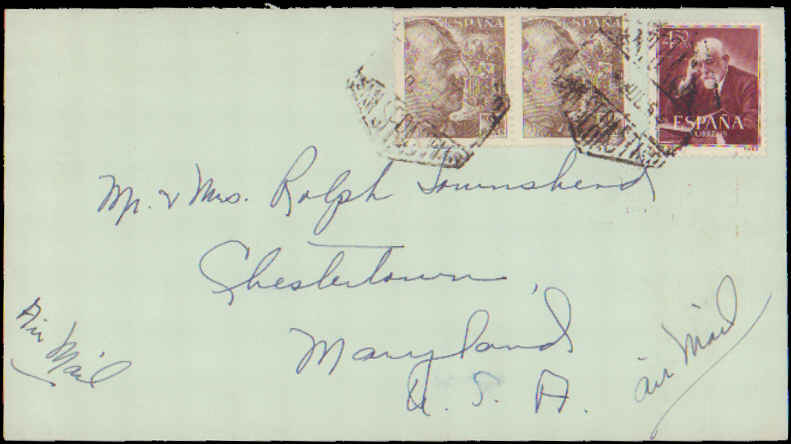 ESPAÑA
ESPAÑA
ESPAÑA
CORREOS
Mr. & Mrs. Ralph Townshend
Chestertown,
Maryland
U. S. A.
Air Mail
air Mail